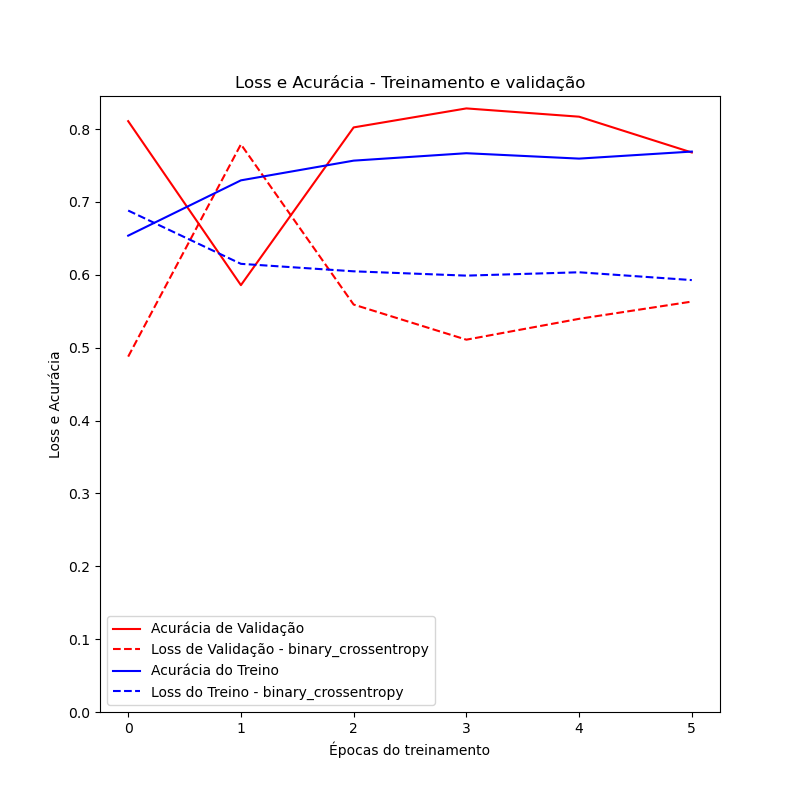 Loss e Acurácia - Treinamento e validação
Loss e Acurácia
0.8
0.7
0.6
0.5
0.4
0.3
0.2
0.1
0.0
Acurácia de Validação
Loss de Validação - binary_crossentropy
Acurácia do Treino
Loss do Treino - binary_crossentropy
0 1 2 3 4 5
Épocas do treinamento